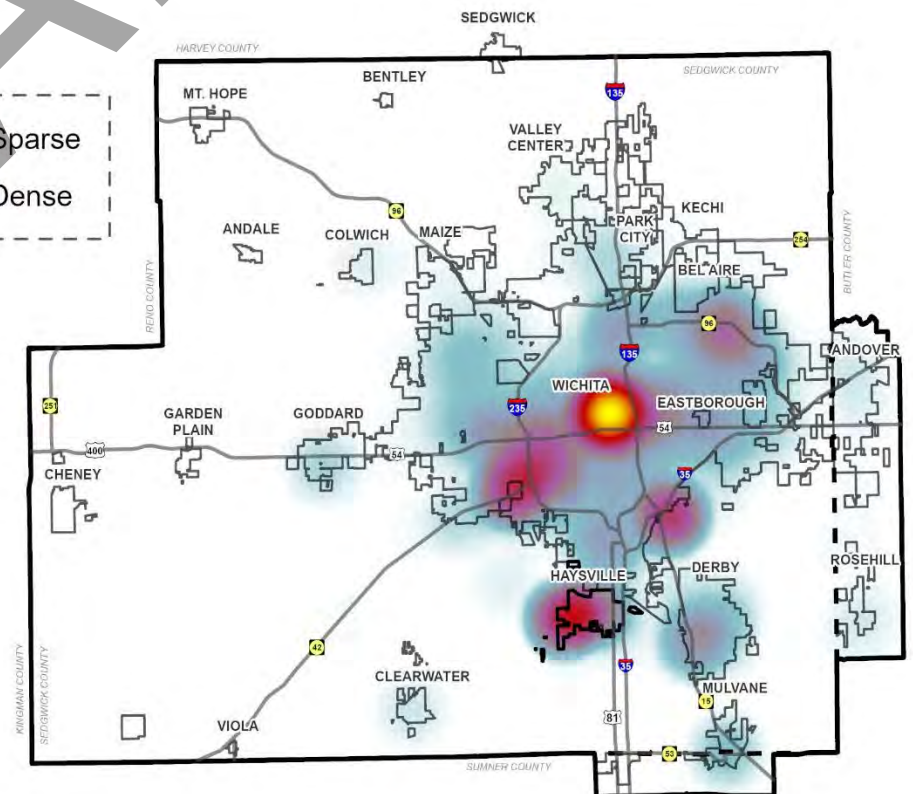 SEDGWICK
HARVEY COUNTY
SEDGWICK COUNTY
BENTLEY
MT. HOPE
135
Sparse
Dense
VALLEY
CENTER
96
KECHI
PARK
CITY
ANDALE
COLWICH
MAIZE
254
BEL AIRE
RENO COUNTY
BUTLER COUNTY
96
135
ANDOVER
WICHITA
251
235
EASTBOROUGH
GARDEN
PLAIN
GODDARD
54
400
54
CHENEY
35
HAYSVILLE
DERBY
ROSEHILL
42
KINGMAN COUNTY
SEDGWICK COUNTY
35
CLEARWATER
MULVANE
15
81
VIOLA
53
SUMNER COUNTY